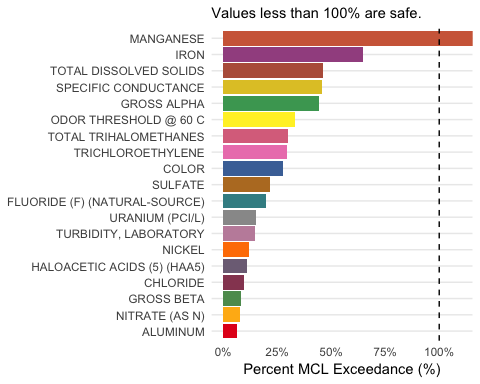 Values less than 100% are safe.
MANGANESE
IRON
TOTAL DISSOLVED SOLIDS
SPECIFIC CONDUCTANCE
GROSS ALPHA
ODOR THRESHOLD @ 60 C
TOTAL TRIHALOMETHANES
TRICHLOROETHYLENE
COLOR
SULFATE
FLUORIDE (F) (NATURAL-SOURCE)
URANIUM (PCI/L)
TURBIDITY, LABORATORY
NICKEL
HALOACETIC ACIDS (5) (HAA5)
CHLORIDE
GROSS BETA
NITRATE (AS N)
ALUMINUM
0% 25% 50% 75% 100%
Percent MCL Exceedance (%)